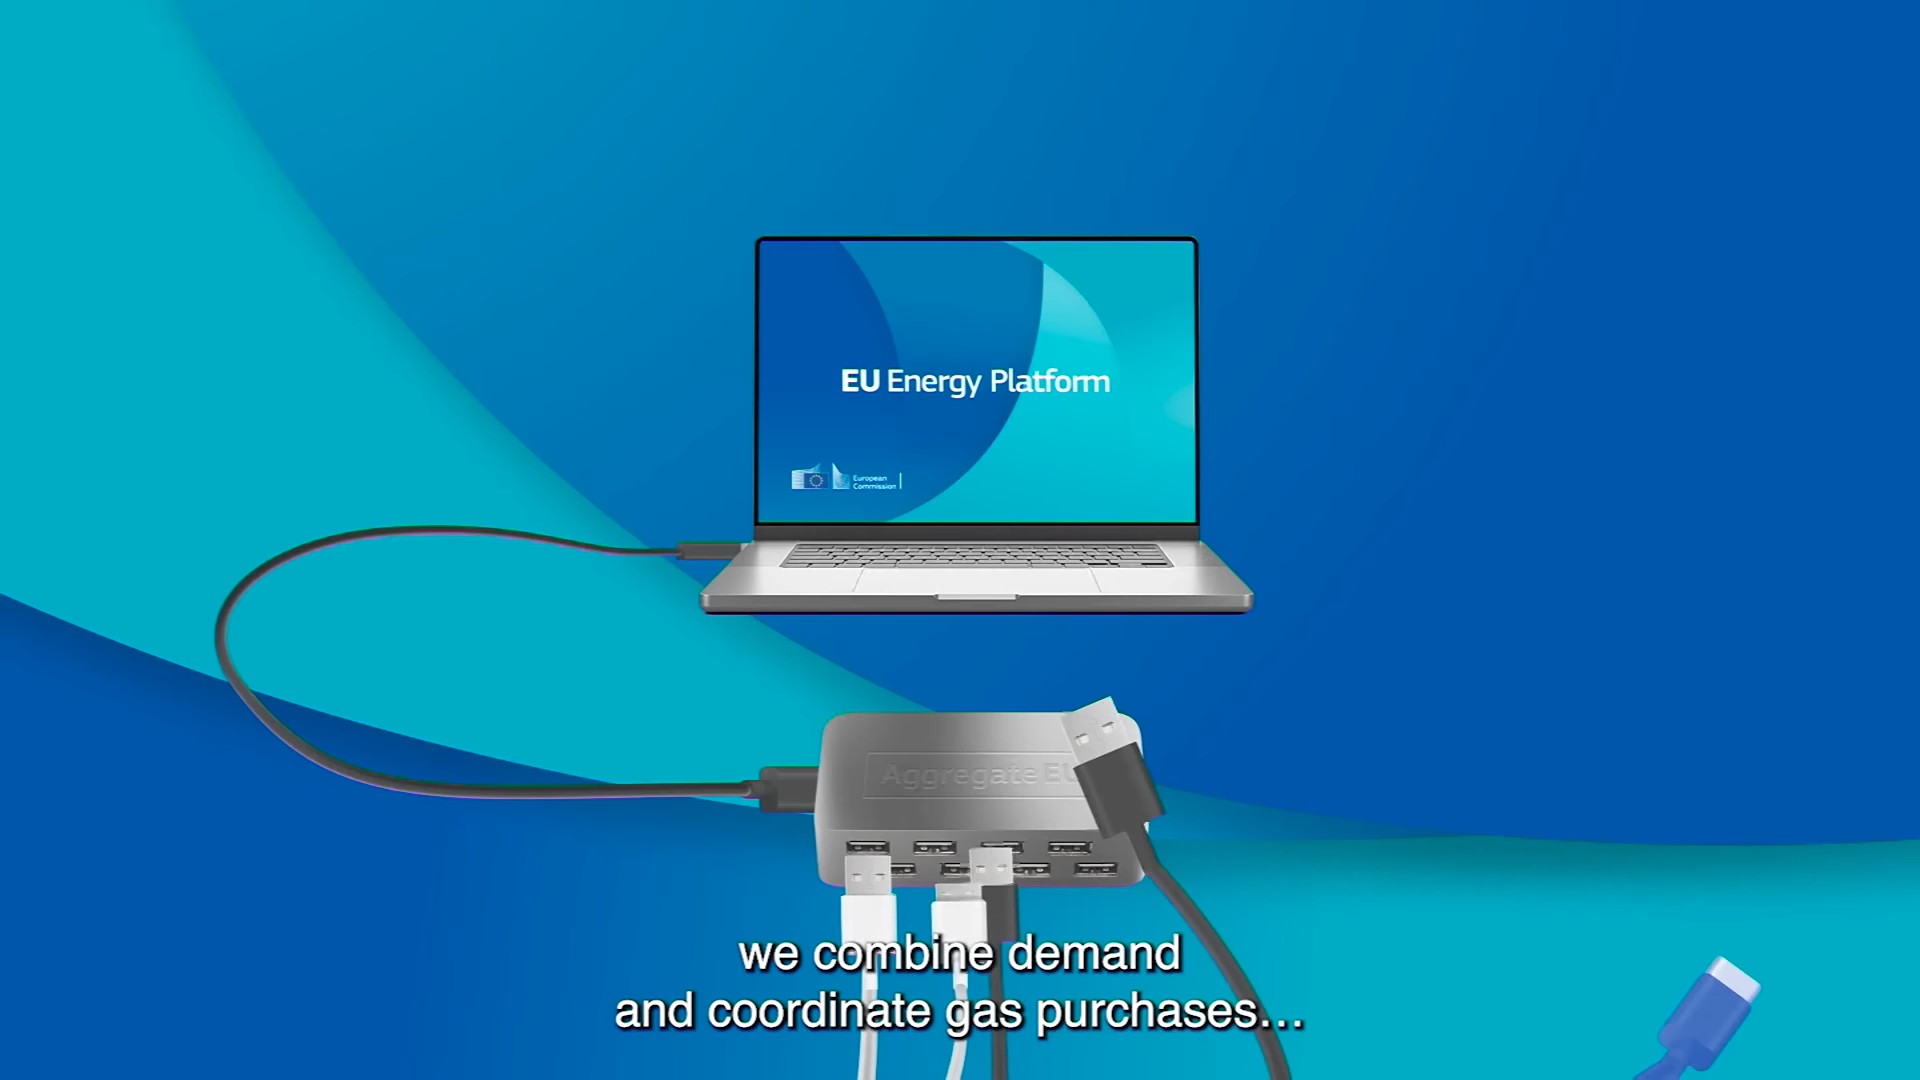 EU Energy Platform
European
Commission
Aggregate EU
we combine demand
and coordinate gas purchases...